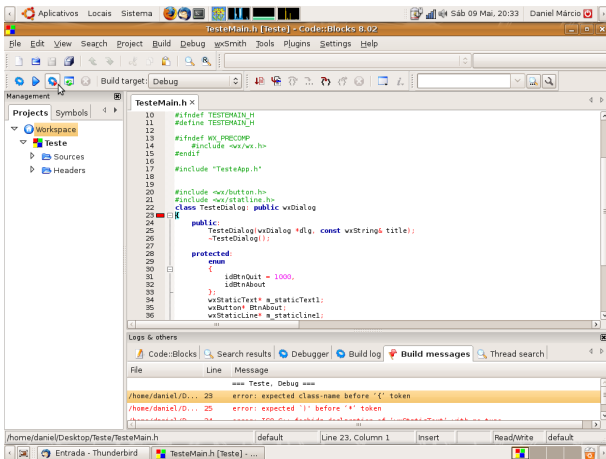 Aplicativos Locais Sistema Sáb 09 Mai, 20:33 Daniel Márcio
TesteMain.h [Teste] - Code::Blocks 8.02
File Edit View Search Project Build Debug wxSmith Tools Plugins Settings Help
Build target: Debug
Management
Projects Symbols
Workspace
Teste
Sources
Headers
TesteMain.h
10 #ifndef TESTEMAIN_H
11 #define TESTEMAIN_H
12
13 #ifndef WX_PRECOMP
14 #include <wx/wx.h>
15 #endif
16
17 #include "TesteApp.h"
18
19
20 #include <wx/button.h>
21 #include <wx/statline.h>
22 class TesteDialog: public wxDialog
23 {
24 public:
25 TesteDialog(wxDialog *dlg, const wxString& title);
26 ~TesteDialog();
27
28 protected:
29 enum
30 {
31 idBtnQuit = 1000,
32 idBtnAbout
33 };
34 wxStaticText* m_staticText1;
35 wxButton* BtnAbout;
36 wxStaticLine* m_staticline1;
Logs & others
Code::Blocks Search results Debugger Build log Build messages Thread search
File Line Message
=== Teste, Debug ===
/home/daniel/D... 23 error: expected class-name before '{' token
/home/daniel/D... 25 error: expected ')' before '*' token
/home/daniel/Desktop/Teste/TesteMain.h default Line 23, Column 1 Insert Read/Write default
Entrada - Thunderbird TesteMain.h [Teste] - ...